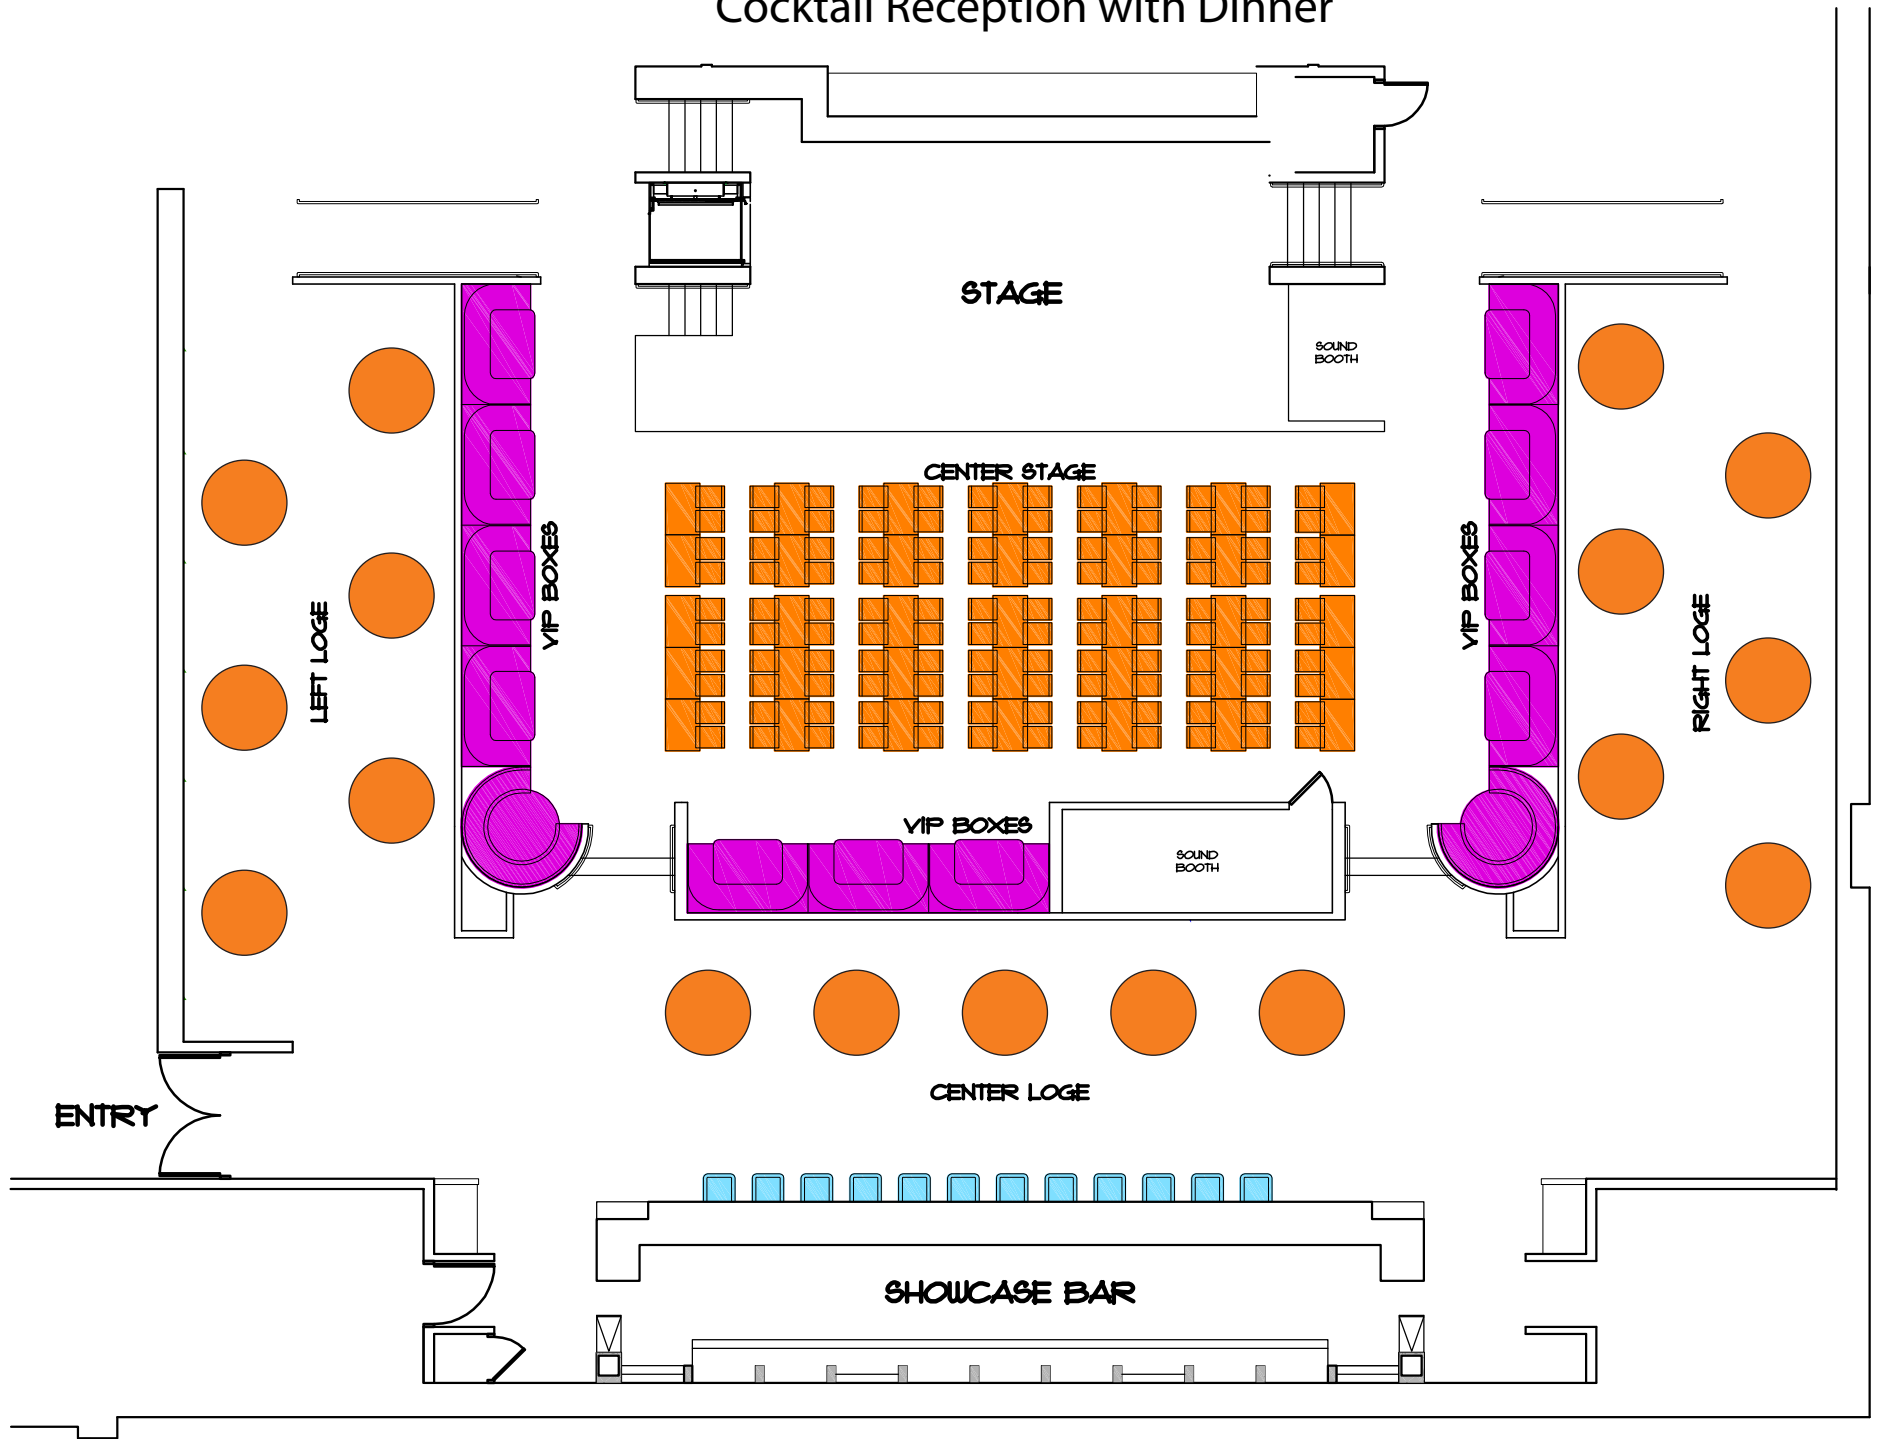 Cocktail Reception with Dinner
STAGE
SOUND
BOOTH
CENTER STAGE
VIP BOXES
VIP BOXES
LEFT LOGE
RIGHT LOGE
VIP BOXES
SOUND
BOOTH
CENTER LOGE
ENTRY
SHOWCASE BAR